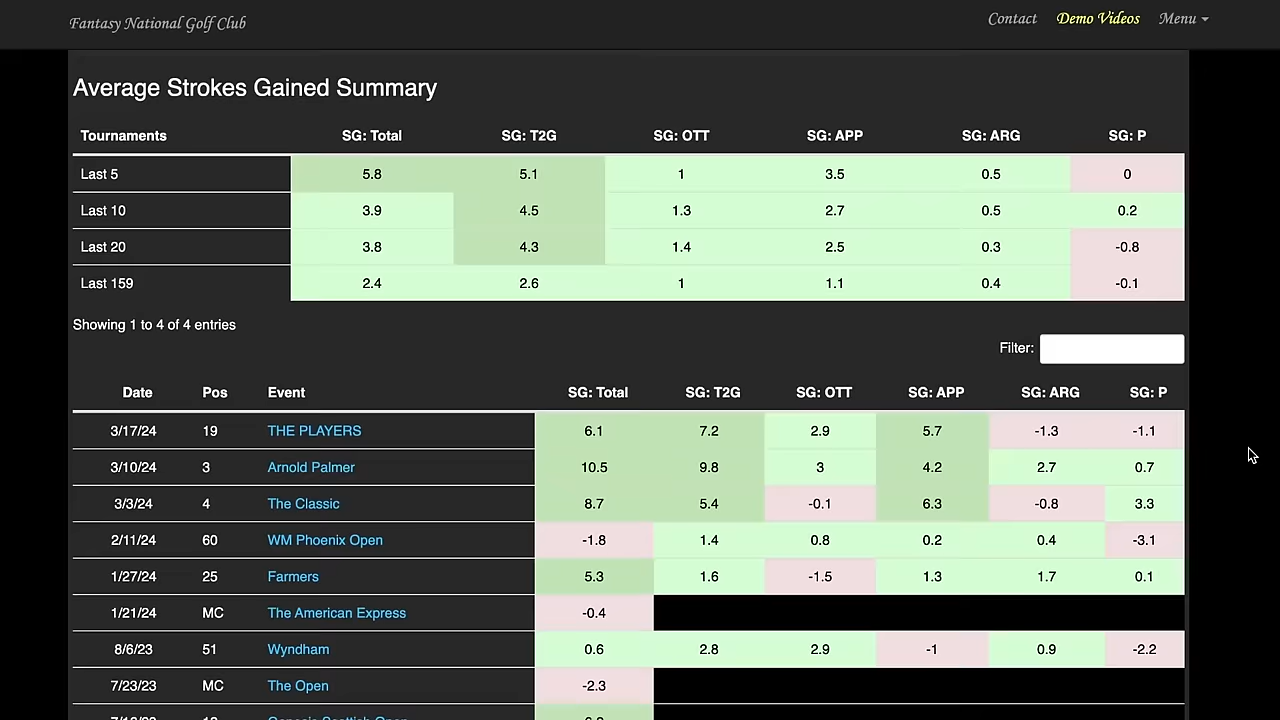 Fantasy National Golf Club Contact Demo Videos Menu
Average Strokes Gained Summary
Tournaments SG: Total SG: T2G SG: OTT SG: APP SG: ARG SG: P
Last 5 5.8 5.1 1 3.5 0.5 0
Last 10 3.9 4.5 1.3 2.7 0.5 0.2
Last 20 3.8 4.3 1.4 2.5 0.3 -0.8
Last 159 2.4 2.6 1 1.1 0.4 -0.1
Showing 1 to 4 of 4 entries
Filter:
Date Pos Event SG: Total SG: T2G SG: OTT SG: APP SG: ARG SG: P
3/17/24 19 THE PLAYERS 6.1 7.2 2.9 5.7 -1.3 -1.1
3/10/24 3 Arnold Palmer 10.5 9.8 3 4.2 2.7 0.7
3/3/24 4 The Classic 8.7 5.4 -0.1 6.3 -0.8 3.3
2/11/24 60 WM Phoenix Open -1.8 1.4 0.8 0.2 0.4 -3.1
1/27/24 25 Farmers 5.3 1.6 -1.5 1.3 1.7 0.1
1/21/24 MC The American Express -0.4
8/6/23 51 Wyndham 0.6 2.8 2.9 -1 0.9 -2.2
7/23/23 MC The Open -2.3
Genesis Scottish Open